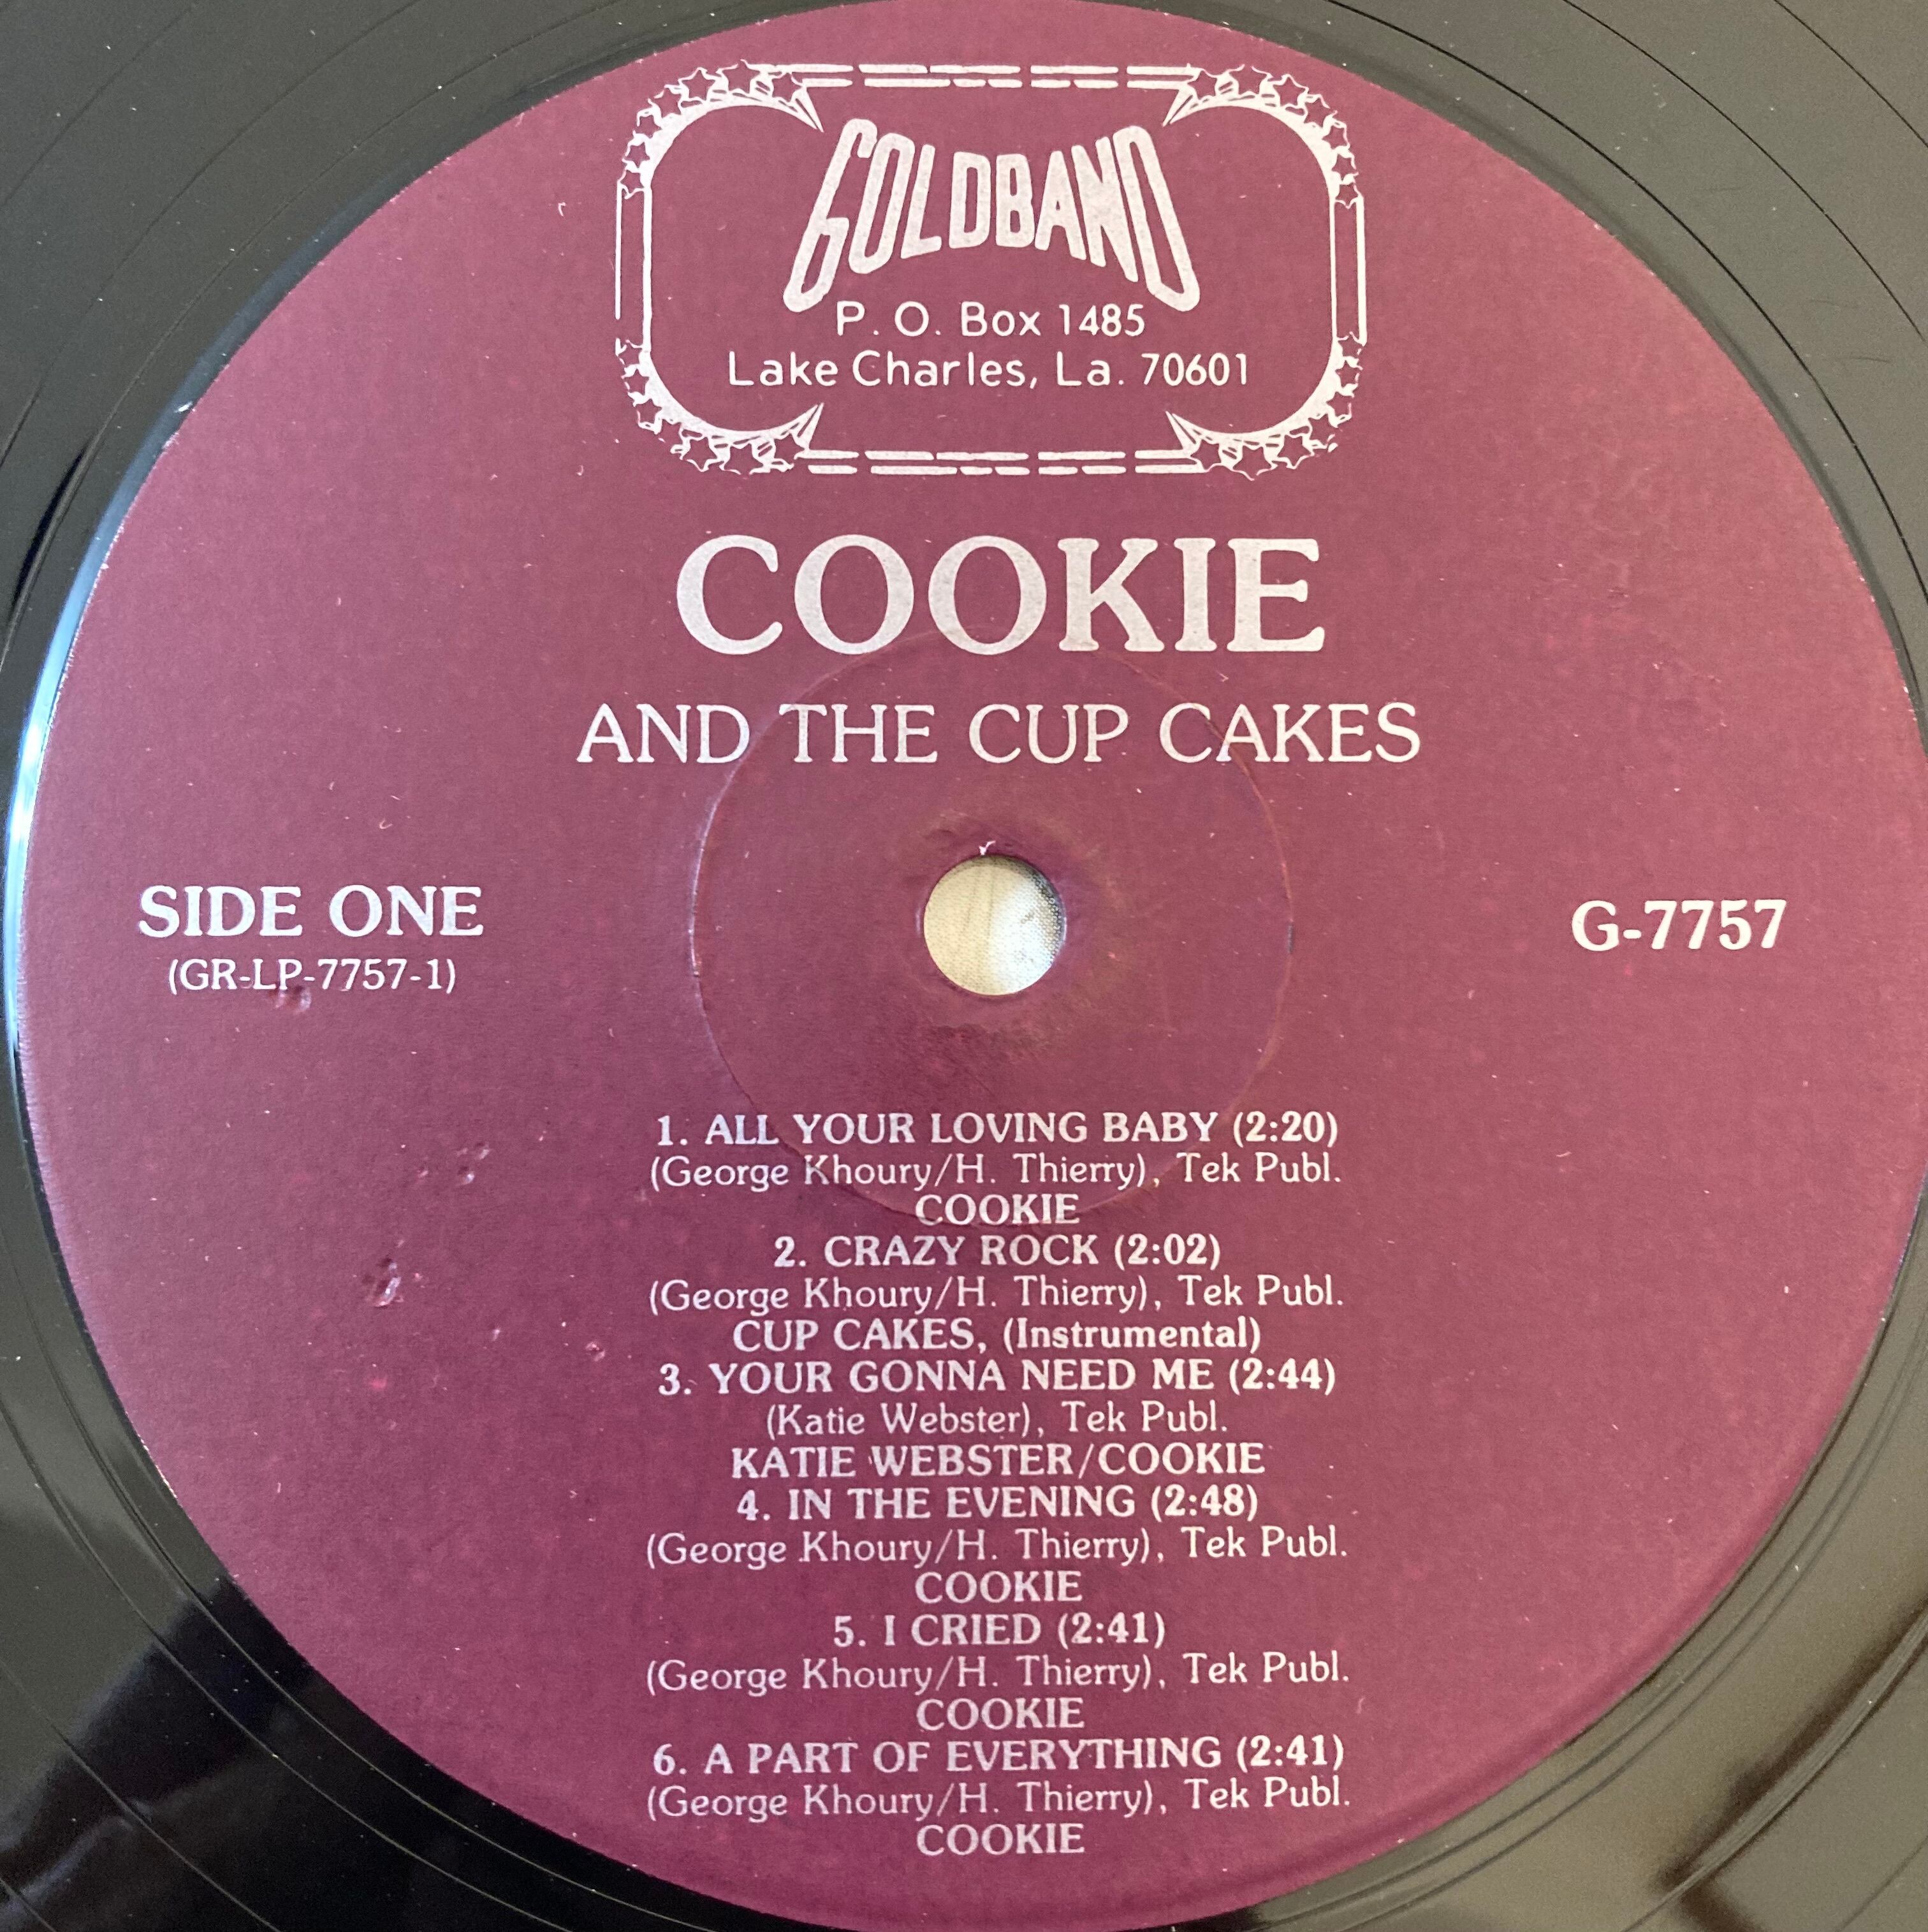 GOLDBAND
P. O. Box 1485
Lake Charles, La. 70601
COOKIE
AND THE CUP CAKES
SIDE ONE
(GR-LP-7757-1)
G-7757
1. ALL YOUR LOVING BABY (2:20)
(George Khoury/H. Thierry), Tek Publ.
COOKIE
2. CRAZY ROCK (2:02)
(George Khoury/H. Thierry), Tek Publ.
CUP CAKES, (Instrumental)
3. YOUR GONNA NEED ME (2:44)
(Katie Webster), Tek Publ.
KATIE WEBSTER/COOKIE
4. IN THE EVENING (2:48)
(George Khoury/H. Thierry), Tek Publ.
COOKIE
5. I CRIED (2:41)
(George Khoury/H. Thierry), Tek Publ.
COOKIE
6. A PART OF EVERYTHING (2:41)
(George Khoury/H. Thierry), Tek Publ.
COOKIE